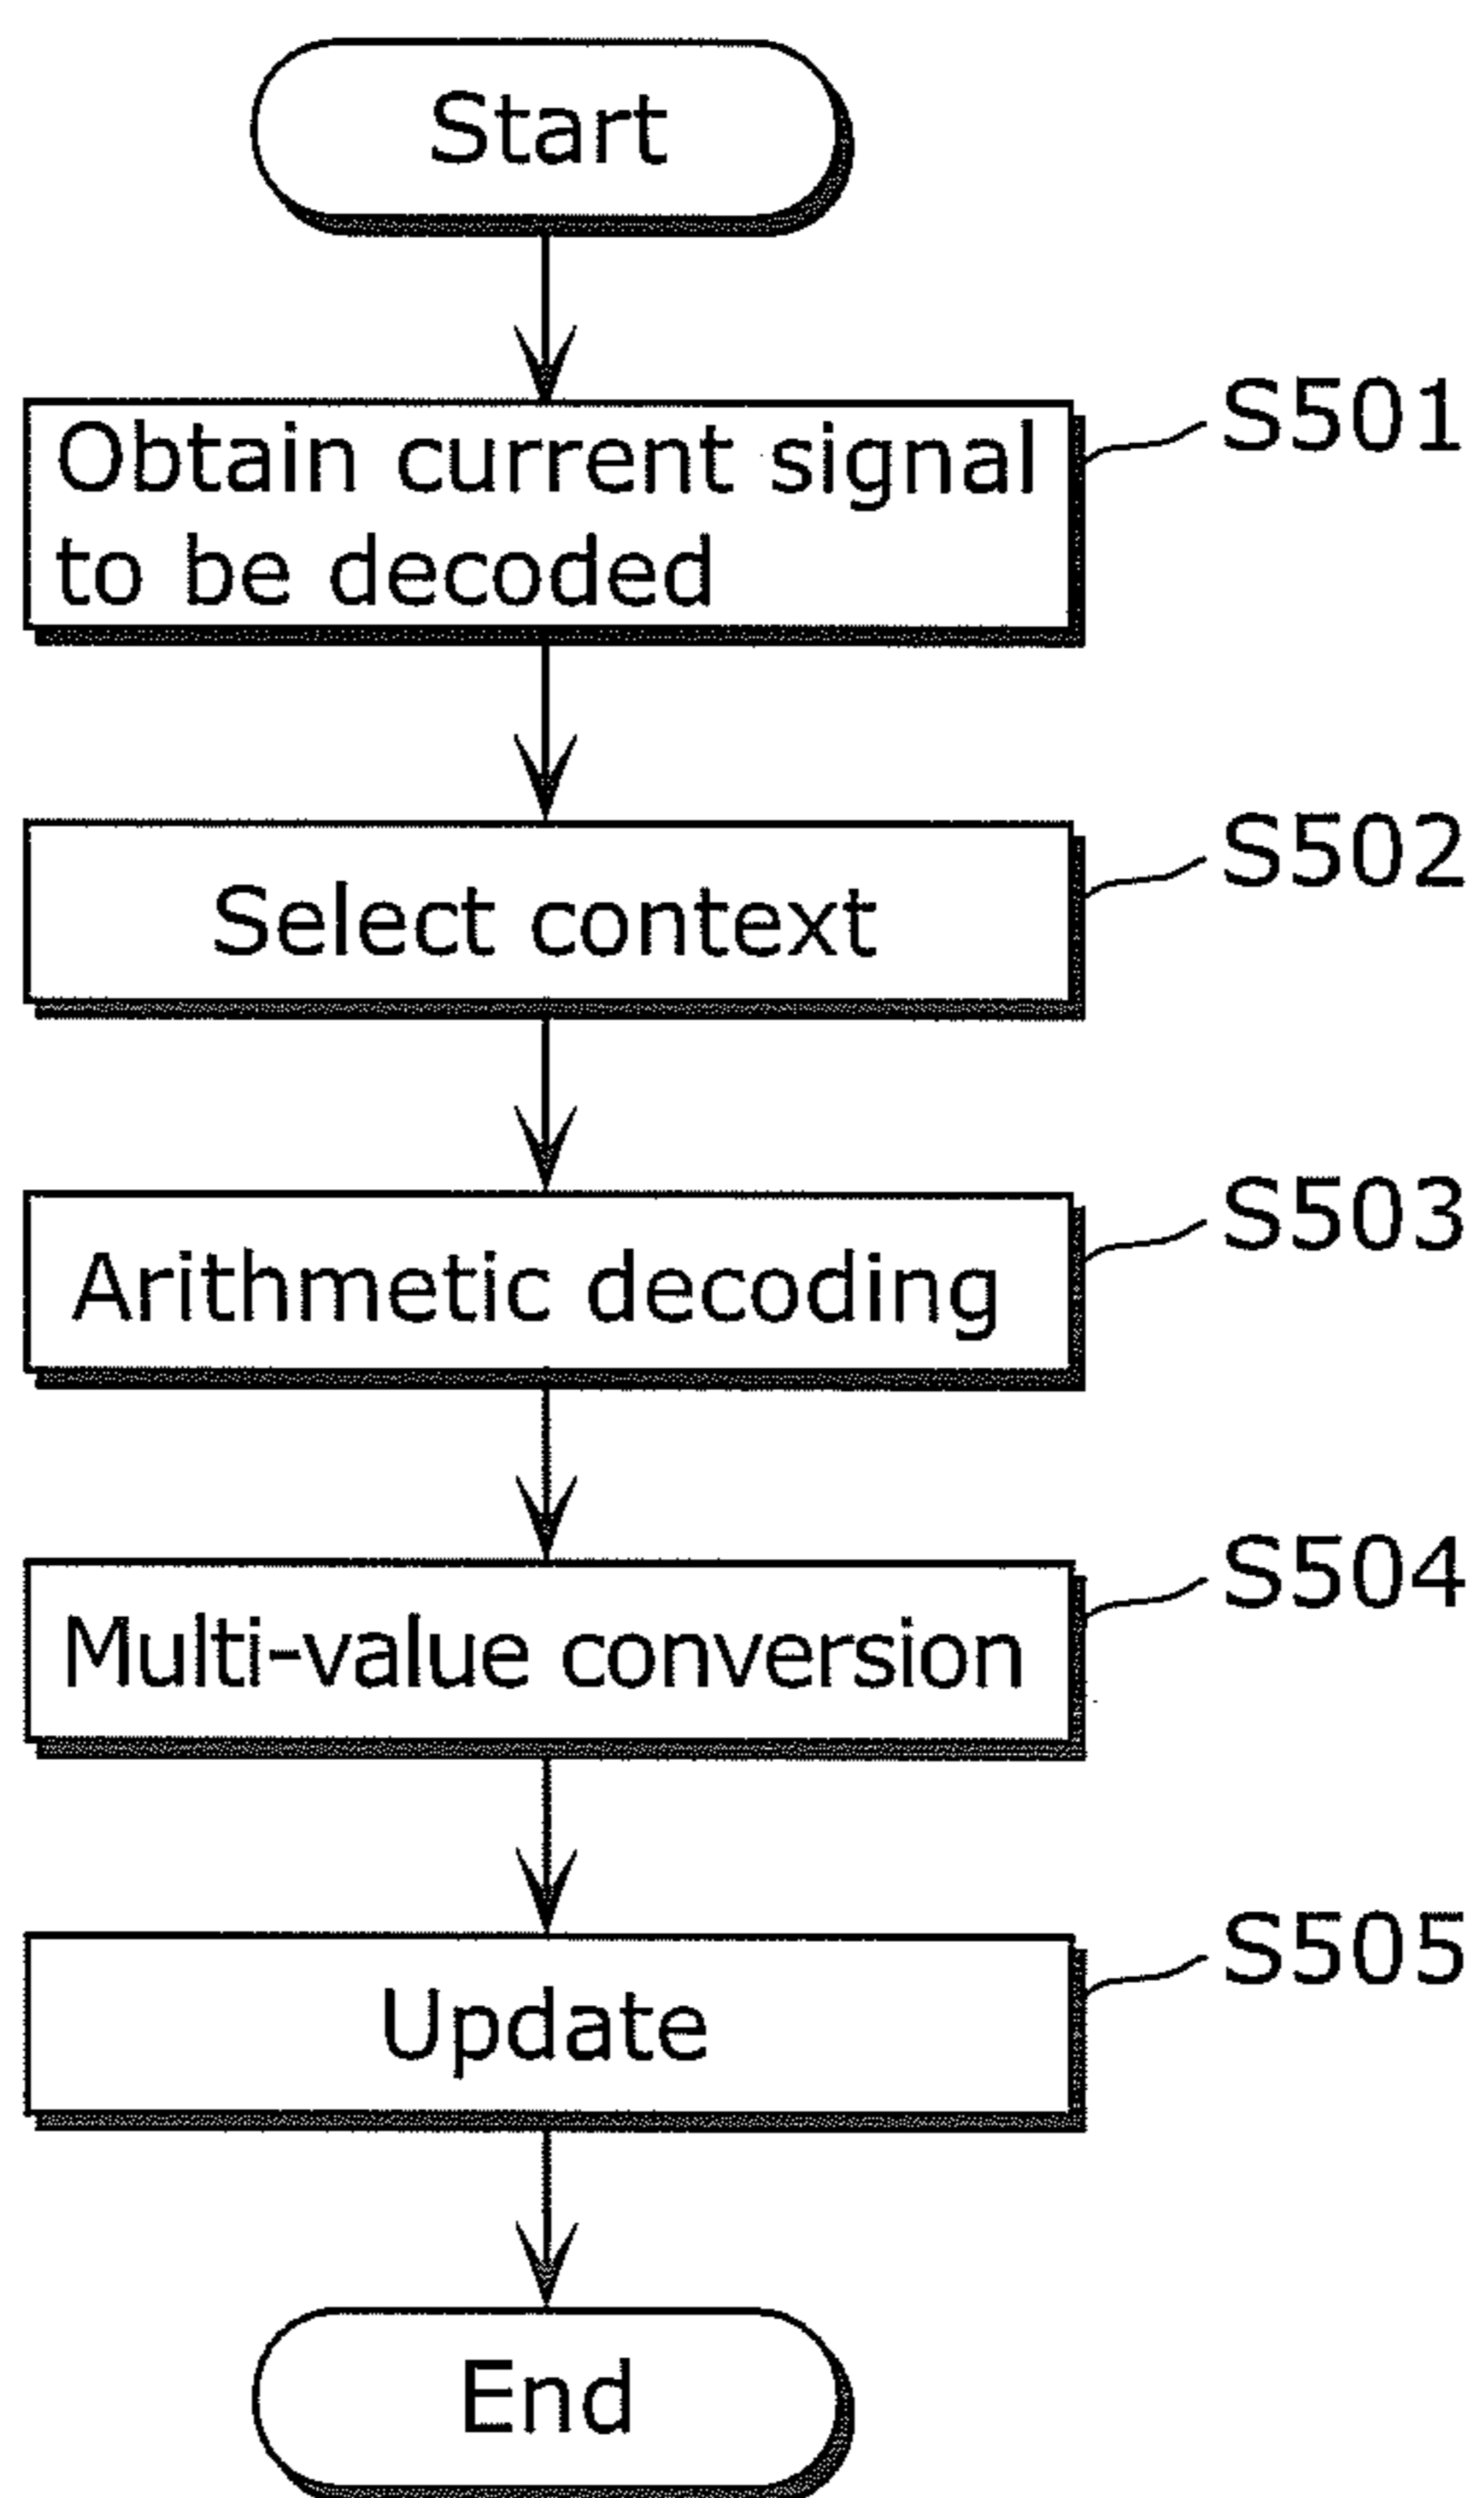 Start
Obtain current signal
to be decoded
S501
Select context
S502
Arithmetic decoding
S503
Multi-value conversion
S504
Update
S505
End